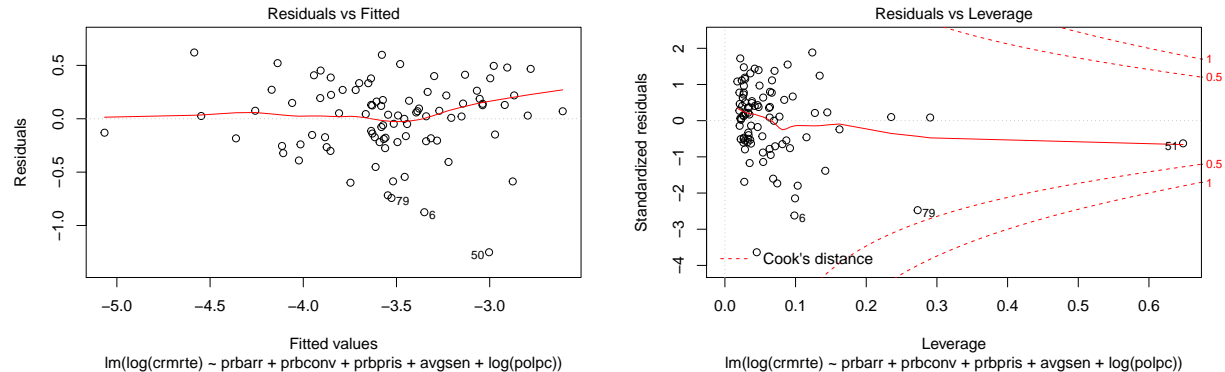 Residuals vs Fitted
Residuals
0.5
0.0
−0.5
−1.0
79
6
50
−5.0 −4.5 −4.0 −3.5 −3.0
Fitted values
lm(log(crmrte) ~ prbarr + prbconv + prbpris + avgsen + log(polpc))
Residuals vs Leverage
Standardized residuals
2
1
0
−1
−2
−3
−4
1
0.5
51
0.5
1
79
6
Cook's distance
0.0 0.1 0.2 0.3 0.4 0.5 0.6
Leverage
lm(log(crmrte) ~ prbarr + prbconv + prbpris + avgsen + log(polpc))